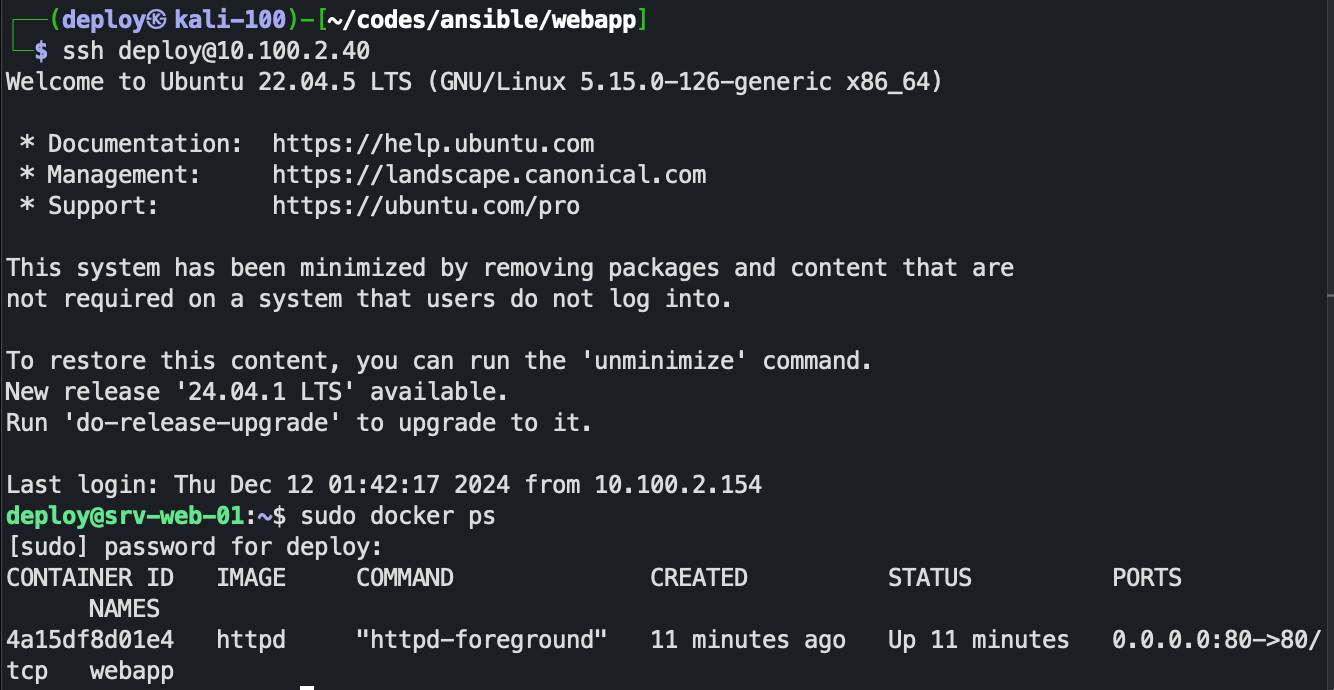 ┌──(deploy㉿kali-100)-[~/codes/ansible/webapp]
└─$ ssh deploy@10.100.2.40
Welcome to Ubuntu 22.04.5 LTS (GNU/Linux 5.15.0-126-generic x86_64)

 * Documentation:  https://help.ubuntu.com
 * Management:     https://landscape.canonical.com
 * Support:        https://ubuntu.com/pro

This system has been minimized by removing packages and content that are
not required on a system that users do not log into.

To restore this content, you can run the 'unminimize' command.
New release '24.04.1 LTS' available.
Run 'do-release-upgrade' to upgrade to it.

Last login: Thu Dec 12 01:42:17 2024 from 10.100.2.154
deploy@srv-web-01:~$ sudo docker ps
[sudo] password for deploy:
CONTAINER ID   IMAGE     COMMAND              CREATED          STATUS          PORTS
      NAMES
4a15df8d01e4   httpd     "httpd-foreground"   11 minutes ago   Up 11 minutes   0.0.0.0:80->80/
tcp   webapp